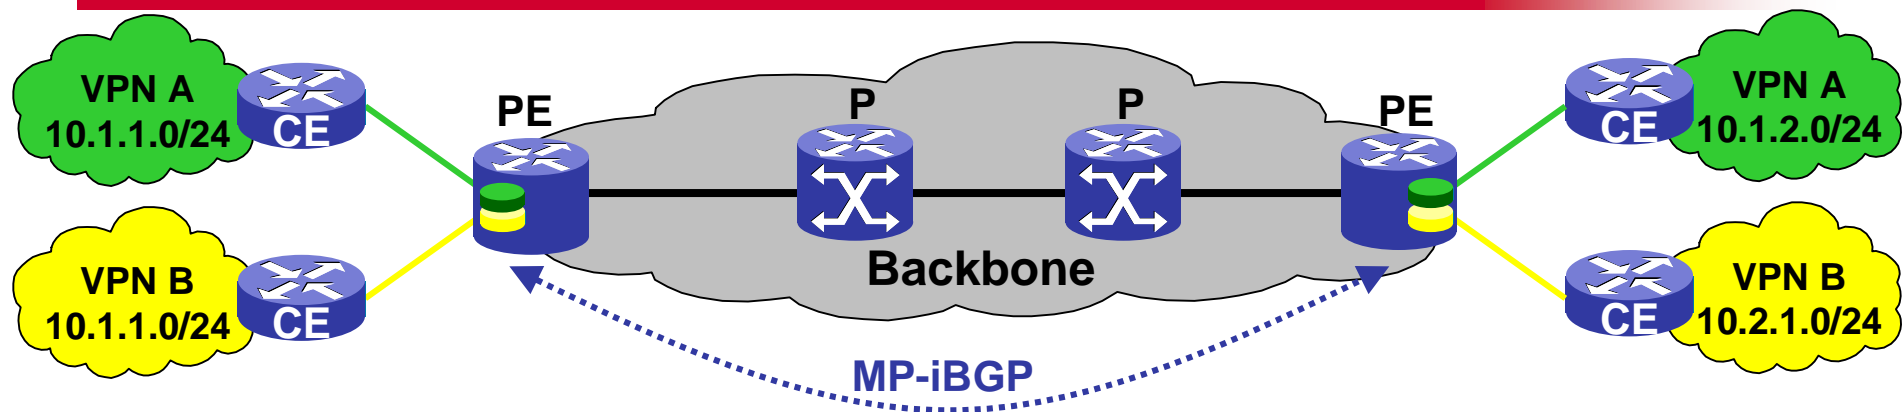 VPN A
10.1.1.0/24
CE
PE
P
P
PE
CE
VPN A
10.1.2.0/24
VPN B
10.1.1.0/24
CE
Backbone
CE
VPN B
10.2.1.0/24
MP-iBGP